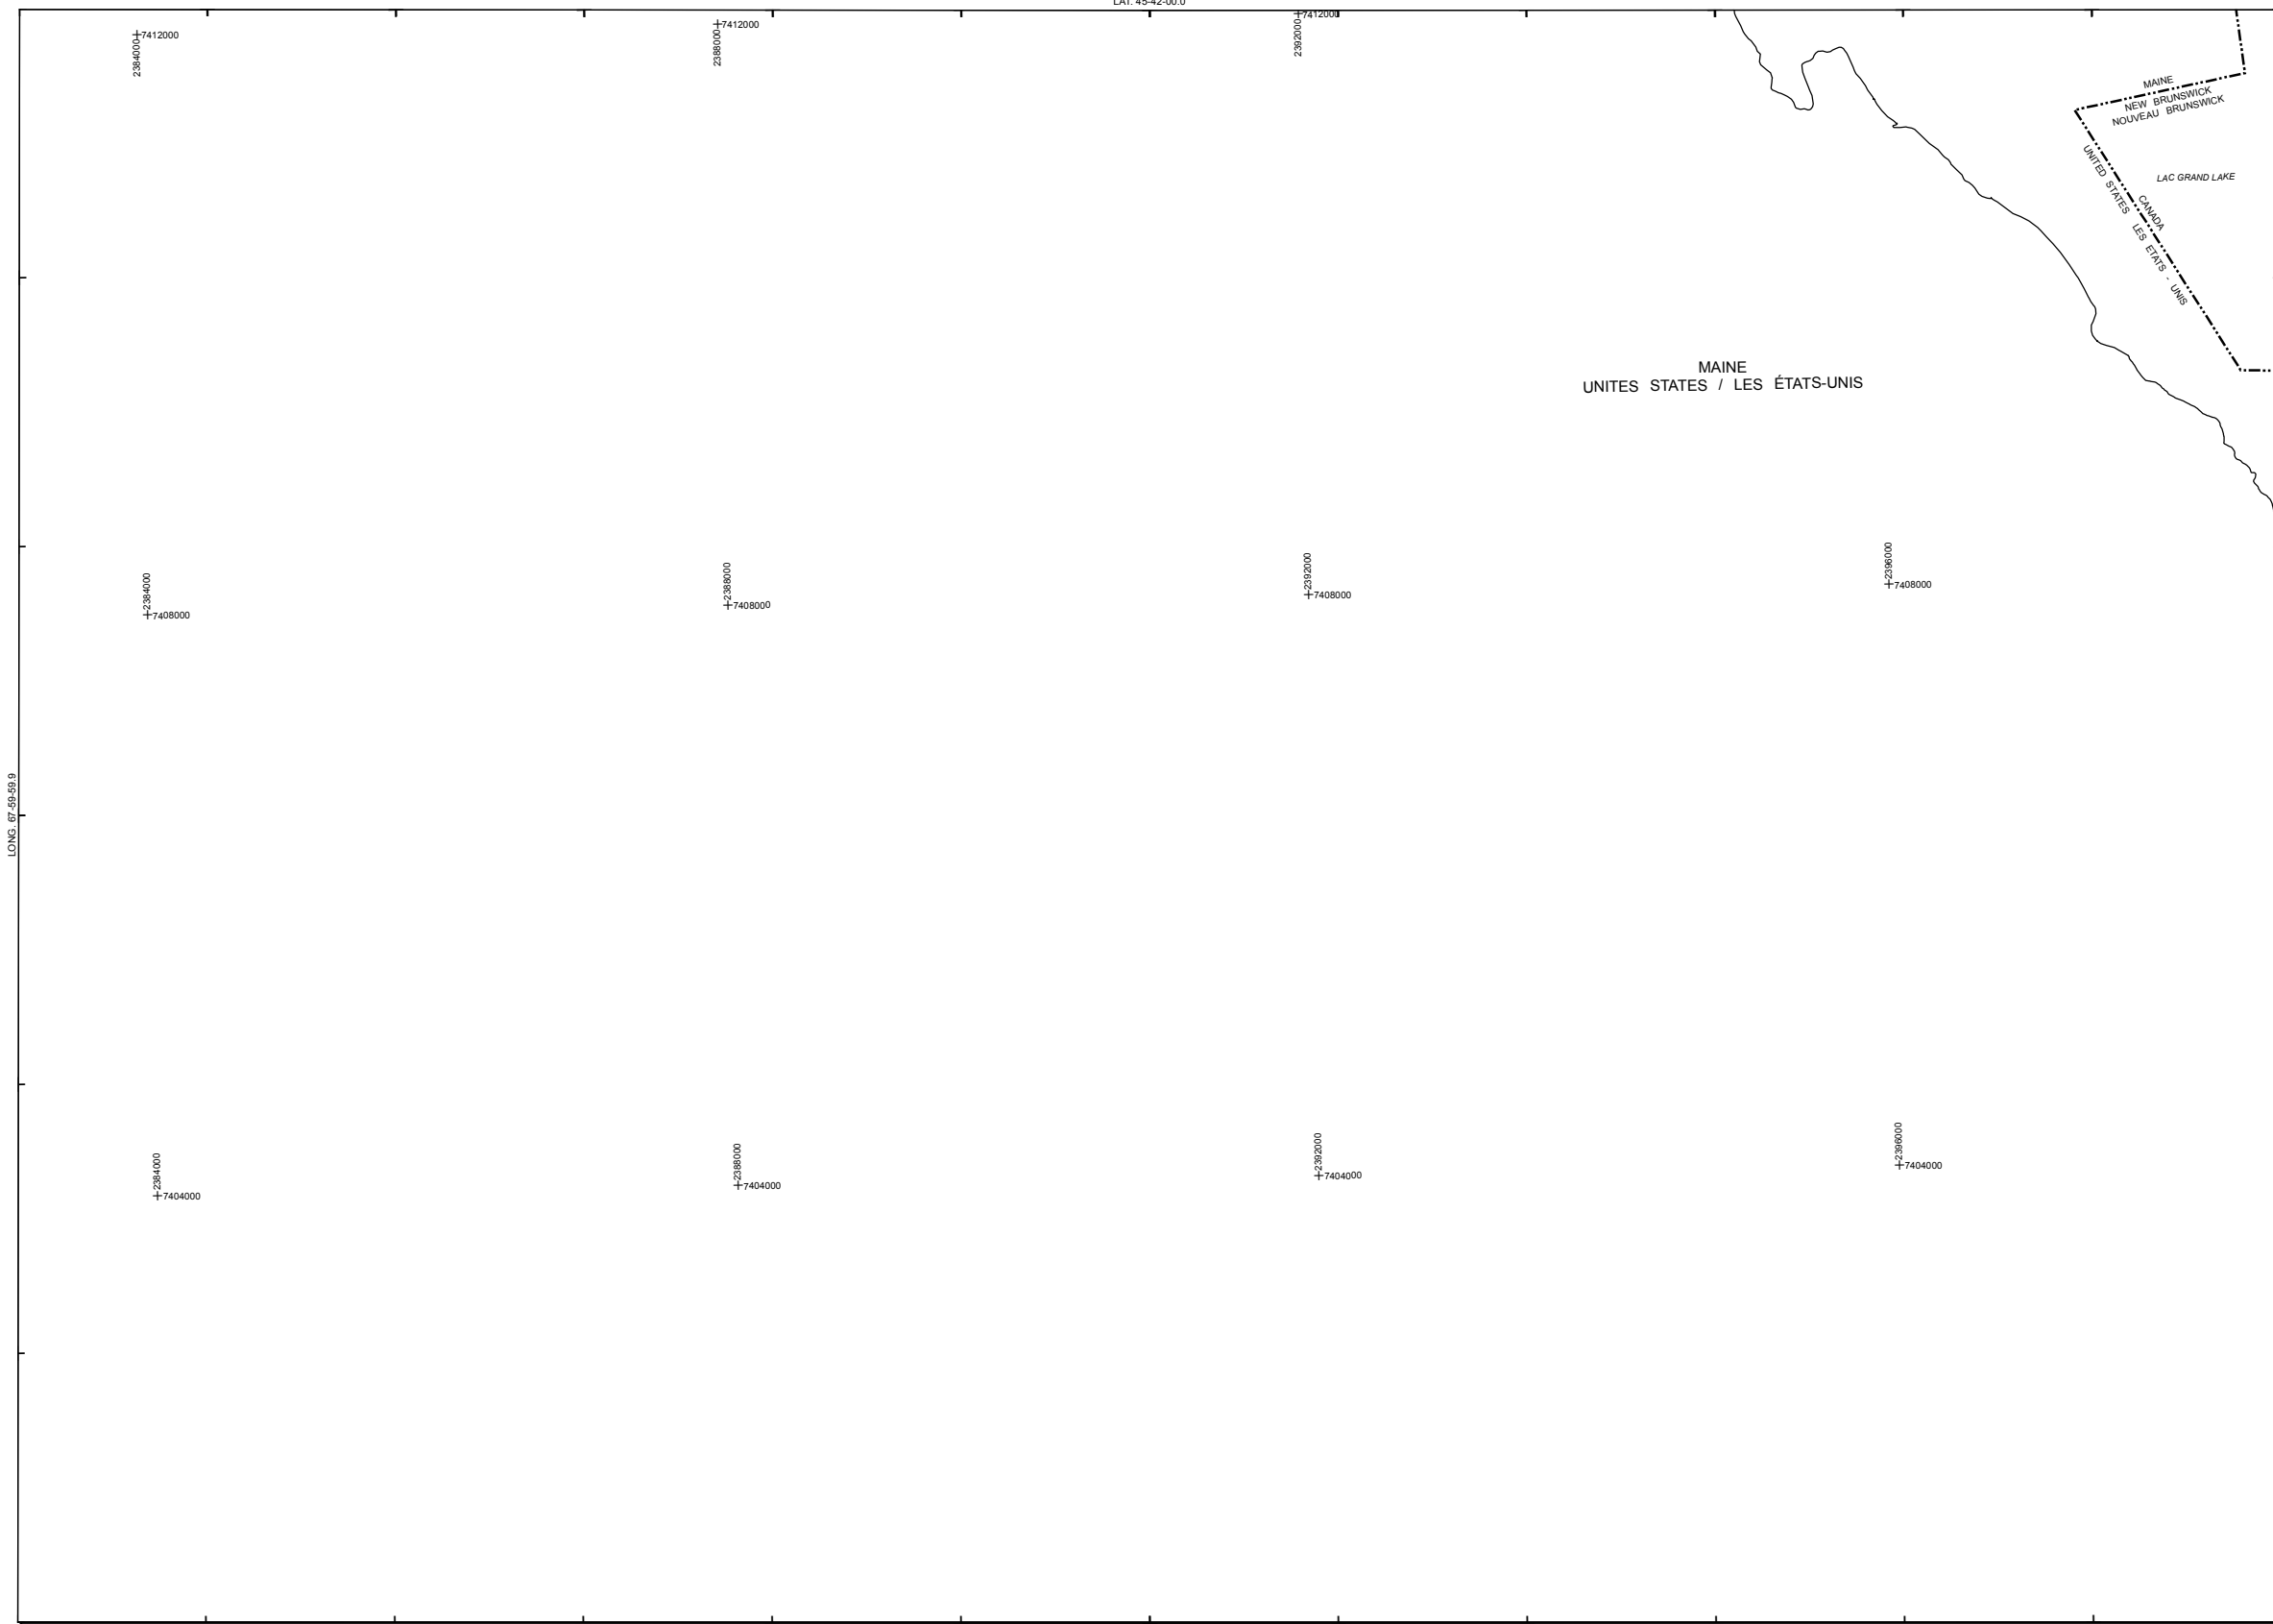 LAT. 45-42-00.0
2384000
7412000
2388000
7412000
2392000
7412000
MAINE
NEW BRUNSWICK
NOUVEAU BRUNSWICK
UNITED STATES LES ETATS - UNIS
CANADA
LAC GRAND LAKE
MAINE
UNITES STATES / LES ÉTATS-UNIS
2384000
7408000
2388000
7408000
2392000
7408000
2396000
7408000
LONG. 67-59-59.9
2384000
7404000
2388000
7404000
2392000
7404000
2396000
7404000